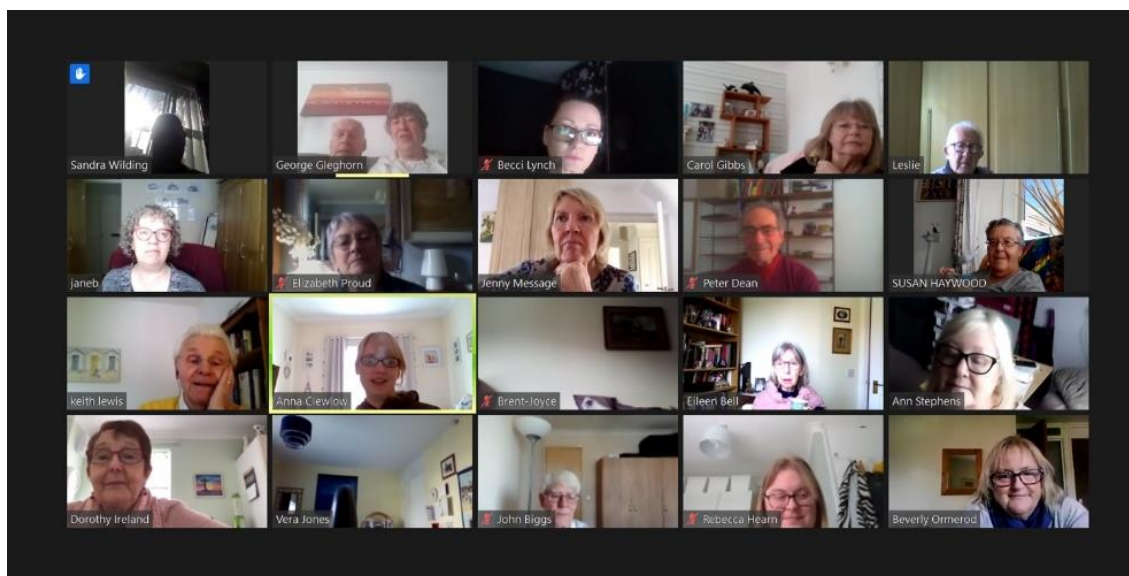 Sandra Wilding
George Gleghorn
Becci Lynch
Carol Gibbs
Leslie
janeb
Elizabeth Proud
Jenny Message
Peter Dean
SUSAN HAYWOOD
keith lewis
Anna Clewlow
Brent-Joyce
Eileen Bell
Ann Stephens
Dorothy Ireland
Vera Jones
John Biggs
Rebecca Hearn
Beverly Ormerod